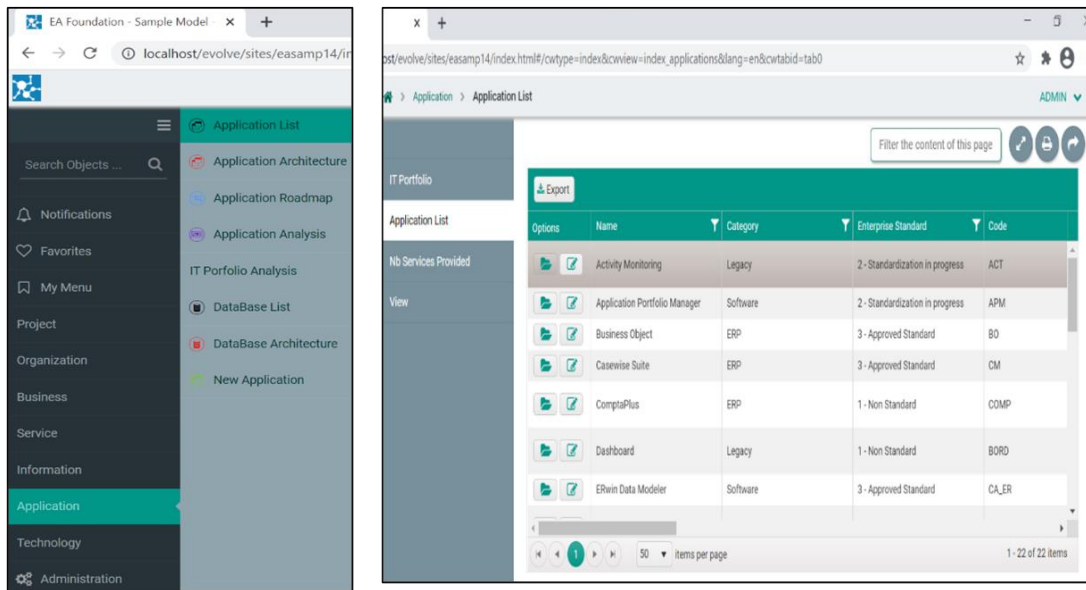 EA Foundation - Sample Model
localhost/evolve/sites/easamp14/in
Search Objects ...
Notifications
Favorites
My Menu
Project
Organization
Business
Service
Information
Application
Technology
Administration
Application List
Application Architecture
Application Roadmap
Application Analysis
IT Porfolio Analysis
DataBase List
DataBase Architecture
New Application
ost/evolve/sites/easamp14/index.html#/cwtype=index&cwview=index_applications&lang=en&cwtabid=tab0
> Application > Application List
ADMIN
Filter the content of this page
IT Portfolio
Application List
Nb Services Provided
View
Export
Options Name Category Enterprise Standard Code
Activity Monitoring Legacy 2 - Standardization in progress ACT
Application Portfolio Manager Software 2 - Standardization in progress APM
Business Object ERP 3 - Approved Standard BO
Casewise Suite ERP 3 - Approved Standard CM
ComptaPlus ERP 1 - Non Standard COMP
Dashboard Legacy 1 - Non Standard BORD
ERwin Data Modeler Software 3 - Approved Standard CA_ER
1 50 items per page 1 - 22 of 22 items